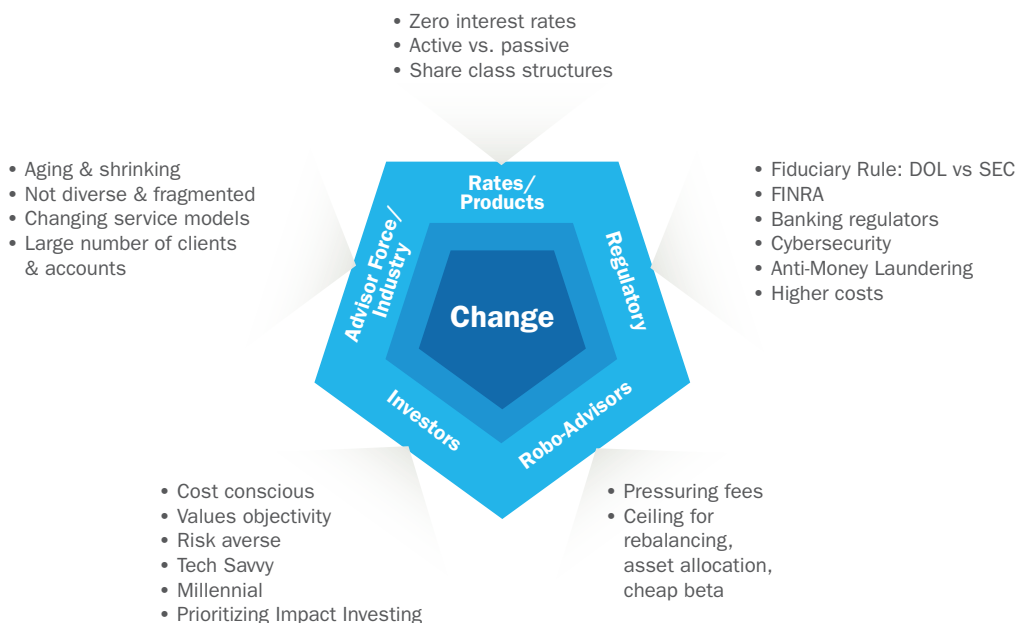 • Zero interest rates
• Active vs. passive
• Share class structures
• Aging & shrinking
• Not diverse & fragmented
• Changing service models
• Large number of clients
& accounts
• Fiduciary Rule: DOL vs SEC
• FINRA
• Banking regulators
• Cybersecurity
• Anti-Money Laundering
• Higher costs
Rates/
Products
Advisor Force/
Industry
Regulatory
Change
Investors
Robo-Advisors
• Cost conscious
• Values objectivity
• Risk averse
• Tech Savvy
• Millennial
• Prioritizing Impact Investing
• Pressuring fees
• Ceiling for
rebalancing,
asset allocation,
cheap beta